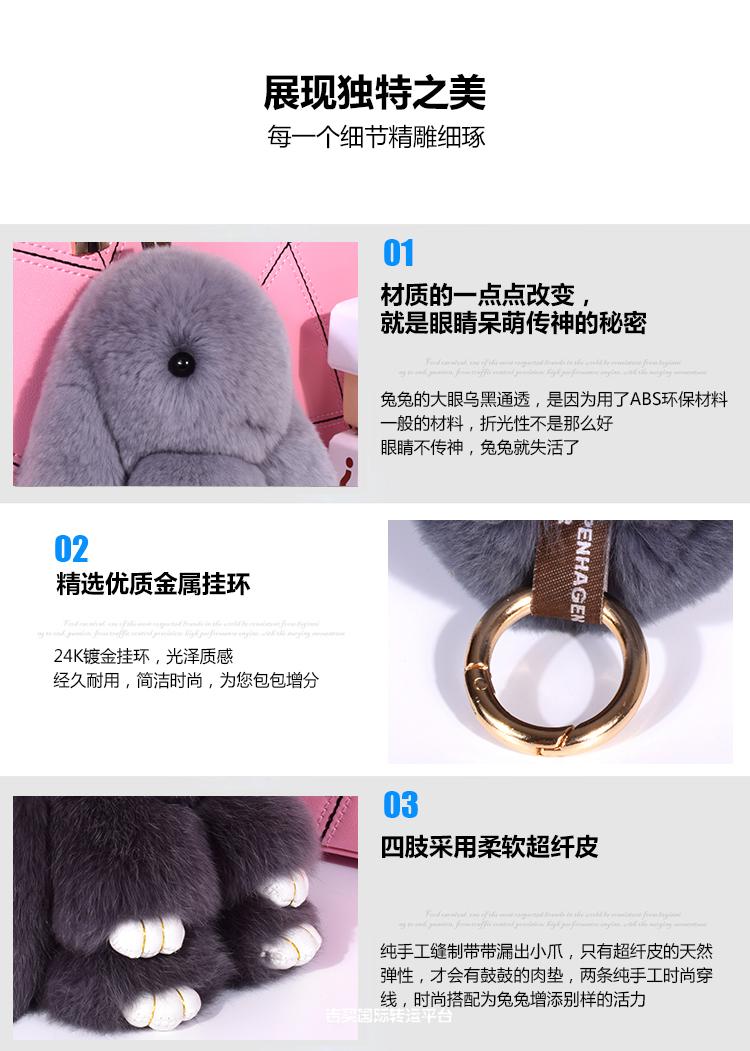 展现独特之美
每一个细节精雕细琢
01
材质的一点点改变，
就是眼睛呆萌传神的秘密
兔兔的大眼乌黑通透，是因为用了ABS环保材料
一般的材料，折光性不是那么好
眼睛不传神，兔兔就失活了
02
精选优质金属挂环
24K镀金挂环，光泽质感
经久耐用，简洁时尚，为您包包增分
PENHAGEN
03
四肢采用柔软超纤皮
纯手工缝制带带漏出小爪，只有超纤皮的天然
弹性，才会有鼓鼓的肉垫，两条纯手工时尚穿
线，时尚搭配为兔兔增添别样的活力
吉买国际转运平台